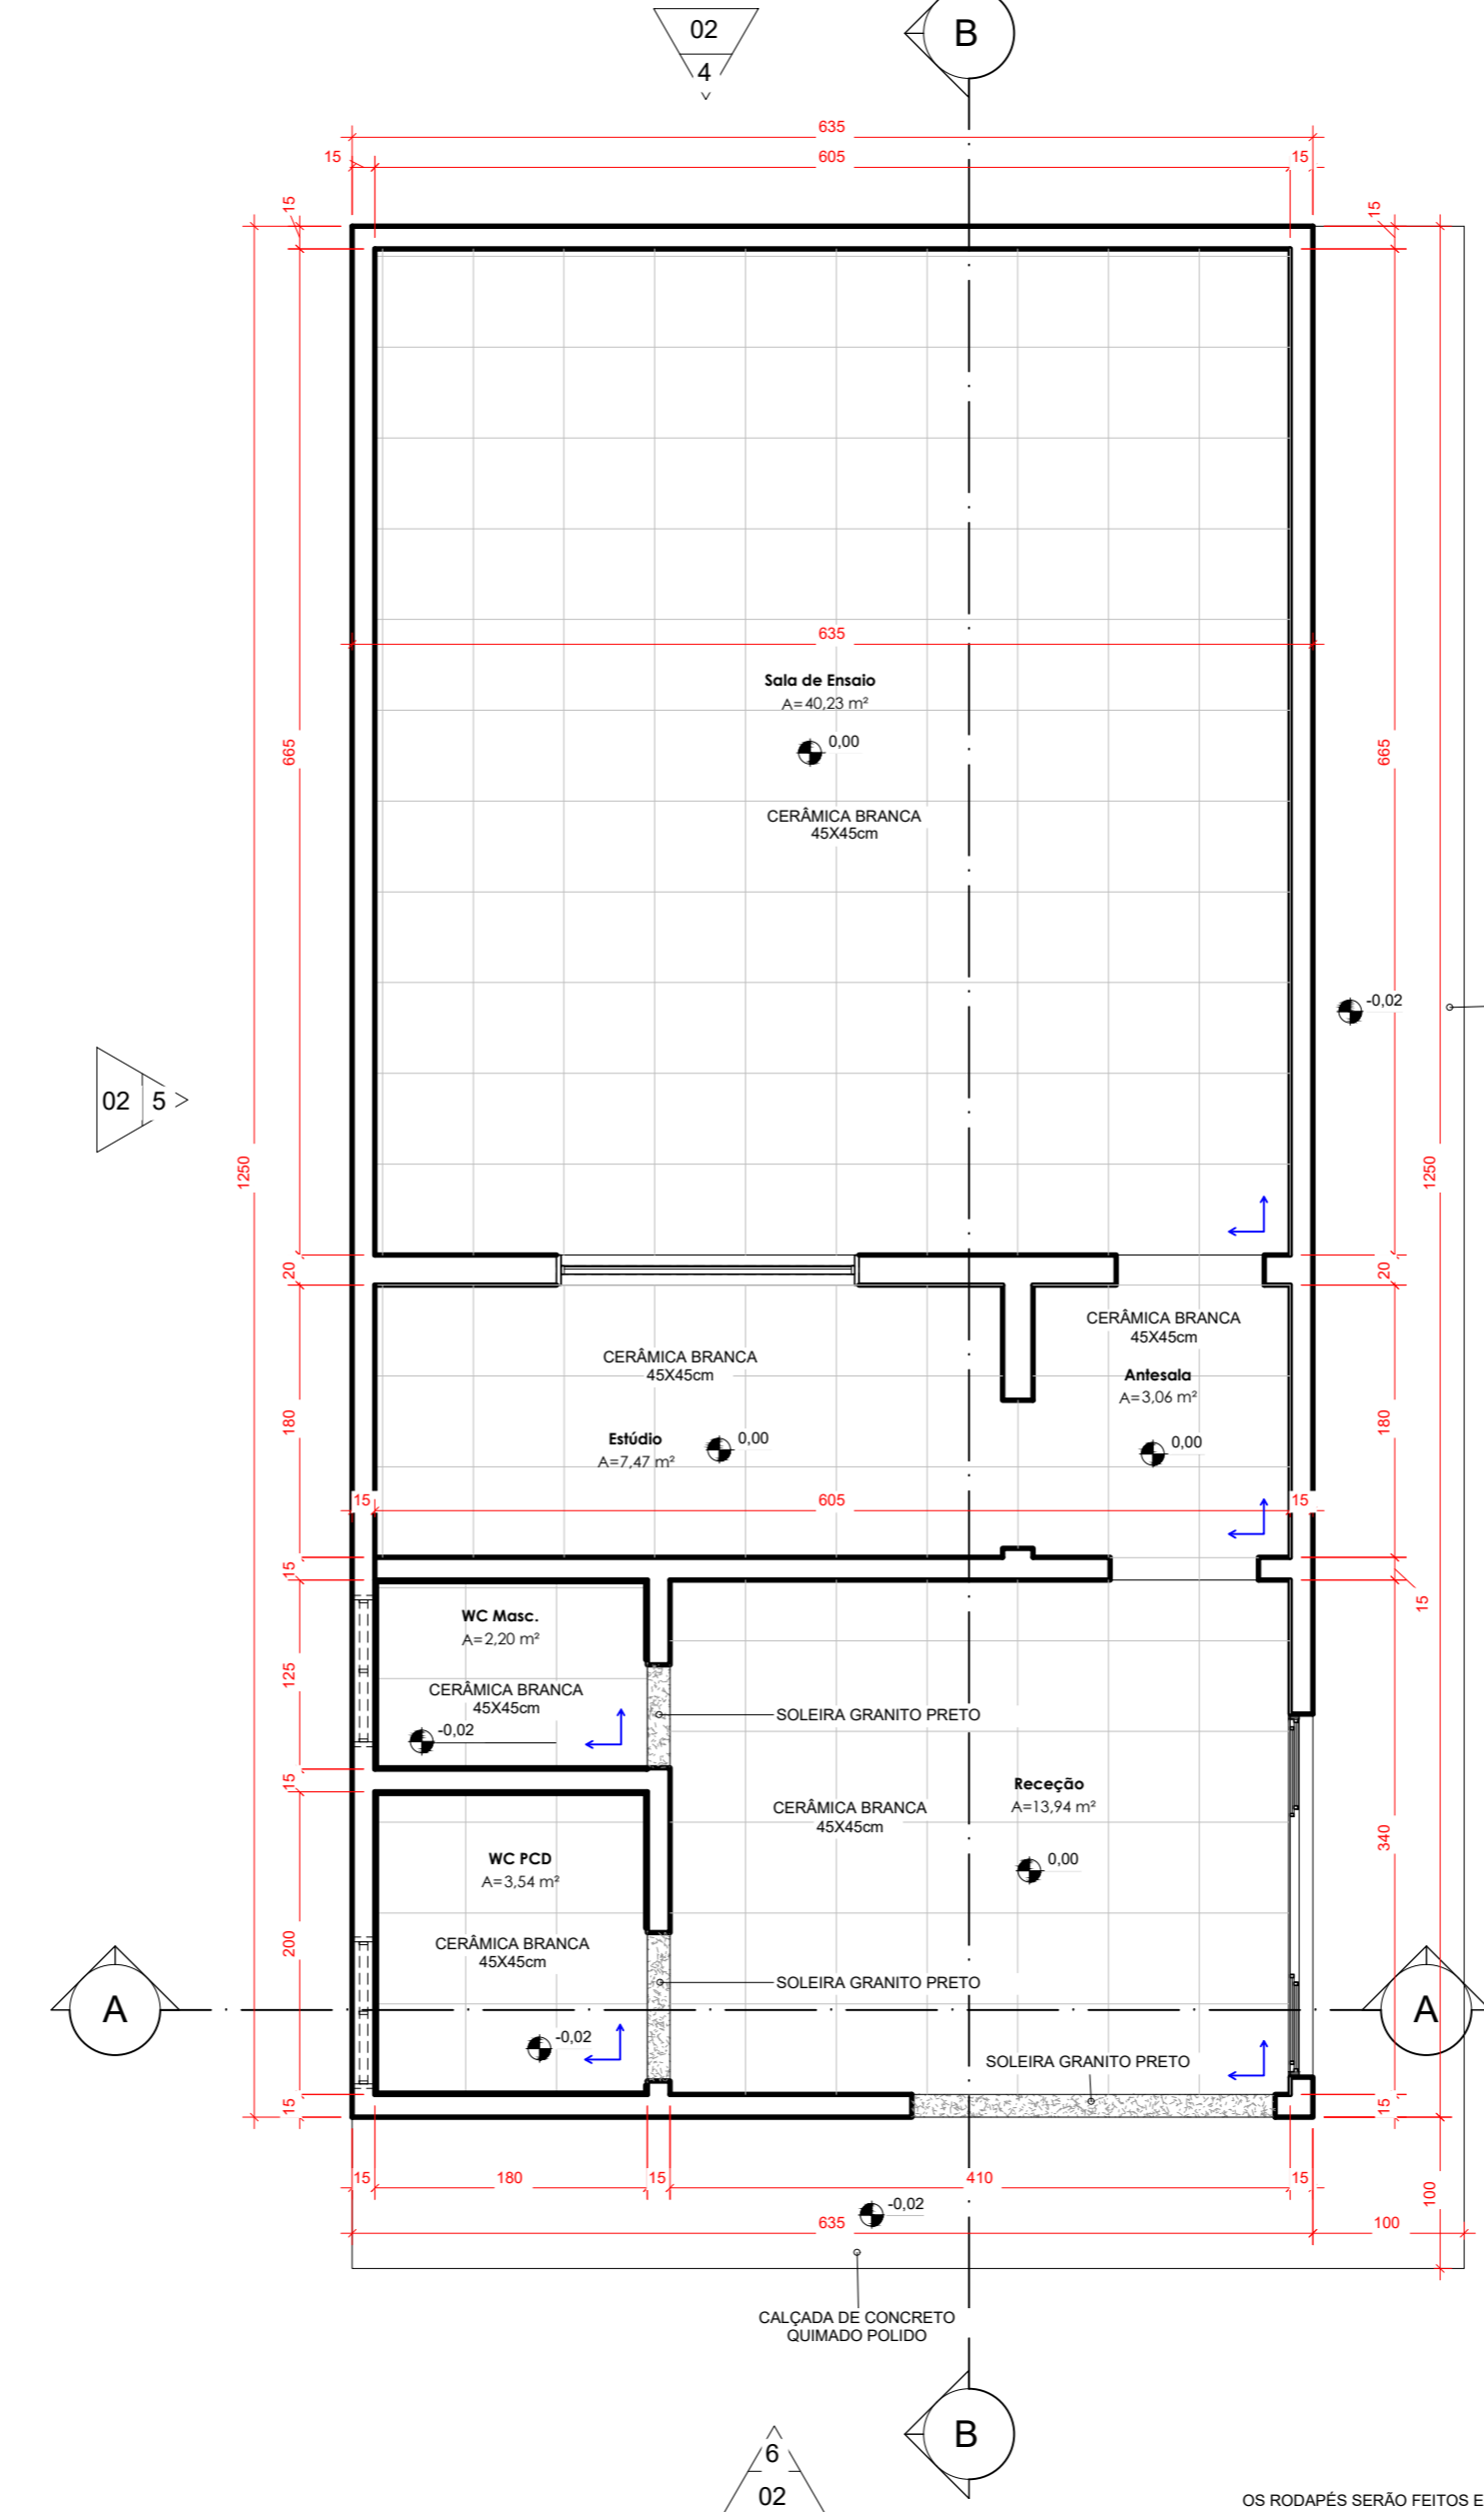 02
4
B
635
15
605
15
15
15
635
Sala de Ensaio
A=40,23 m²
0,00
665
665
CERÂMICA BRANCA
45X45cm
-0,02
02
5
1250
1250
20
20
CERÂMICA BRANCA
45X45cm
CERÂMICA BRANCA
45X45cm
Antesala
A=3,06 m²
180
180
Estúdio
A=7,47 m²
0,00
0,00
15
605
15
15
15
WC Masc.
A=2,20 m²
125
CERÂMICA BRANCA
45X45cm
-0,02
SOLEIRA GRANITO PRETO
15
Receção
A=13,94 m²
CERÂMICA BRANCA
45X45cm
340
WC PCD
A=3,54 m²
0,00
200
CERÂMICA BRANCA
45X45cm
SOLEIRA GRANITO PRETO
A
A
-0,02
SOLEIRA GRANITO PRETO
15
15
15
180
15
410
15
100
-0,02
635
100
CALÇADA DE CONCRETO
QUIMADO POLIDO
B
6
02
OS RODAPÉS SERÃO FEITOS E